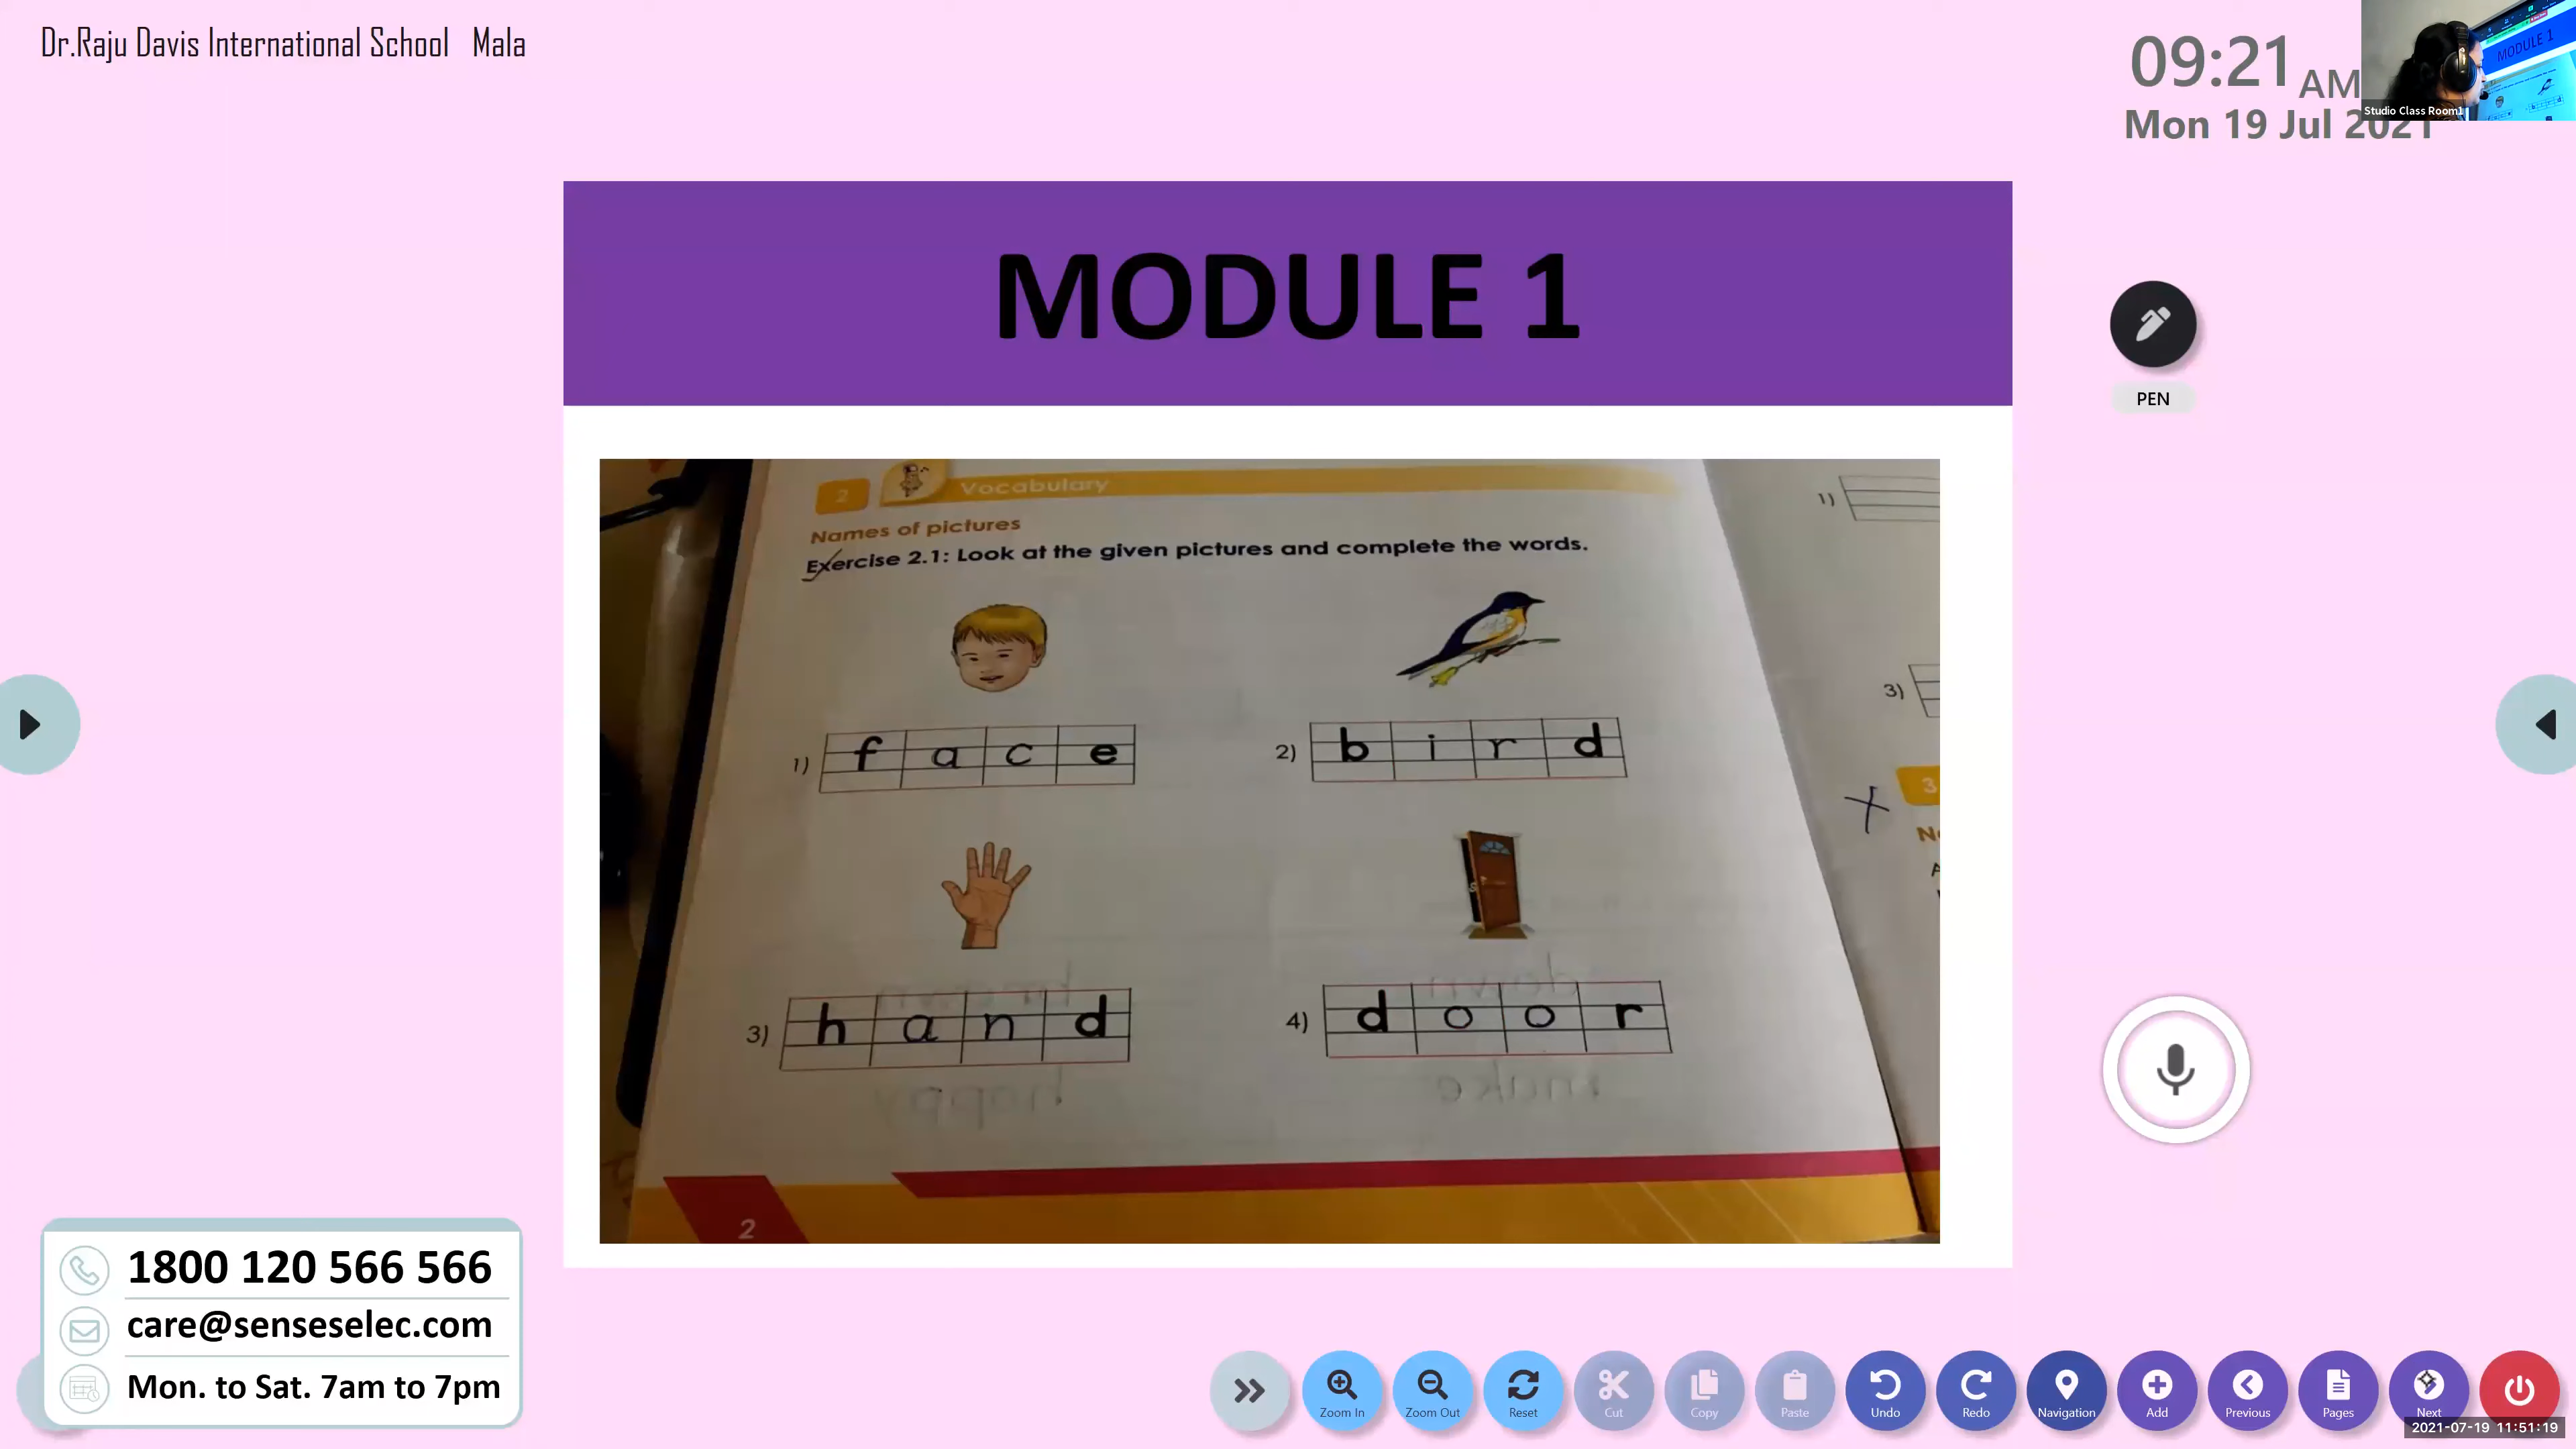 Dr.Raju Davis International School Mala
09:21 AM
Mon 19 Jul 2021
MODULE 1
Studio Class Room1
MODULE 1
PEN
2 Vocabulary
Names of pictures
Exercise 2.1: Look at the given pictures and complete the words.
1) f a c e
2) b i r d
3) h a n d
4) d o o r
2
1)
3)
3
1800 120 566 566
care@senseselec.com
Mon. to Sat. 7am to 7pm
Zoom In
Zoom Out
Reset
Cut
Copy
Paste
Undo
Redo
Navigation
Add
Previous
Pages
Next
2021-07-19 11:51:19